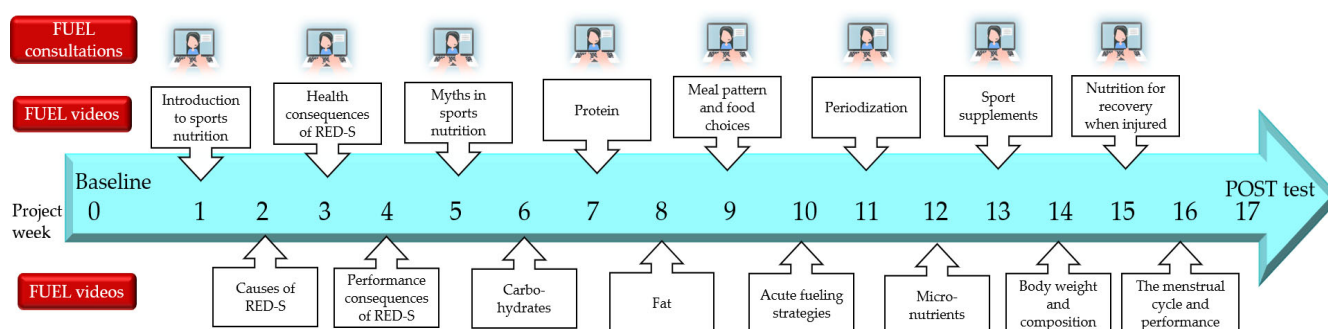 FUEL
consultations
FUEL videos
Introduction
to sports
nutrition
Health
consequences
of RED-S
Myths in
sports
nutrition
Protein
Meal pattern
and food
choices
Periodization
Sport
supplements
Nutrition for
recovery
when injured
Baseline
POST test
Project
week
0 1 2 3 4 5 6 7 8 9 10 11 12 13 14 15 16 17
FUEL videos
Causes of
RED-S
Performance
consequences
of RED-S
Carbo-
hydrates
Fat
Acute fueling
strategies
Micro-
nutrients
Body weight
and
composition
The menstrual
cycle and
performance